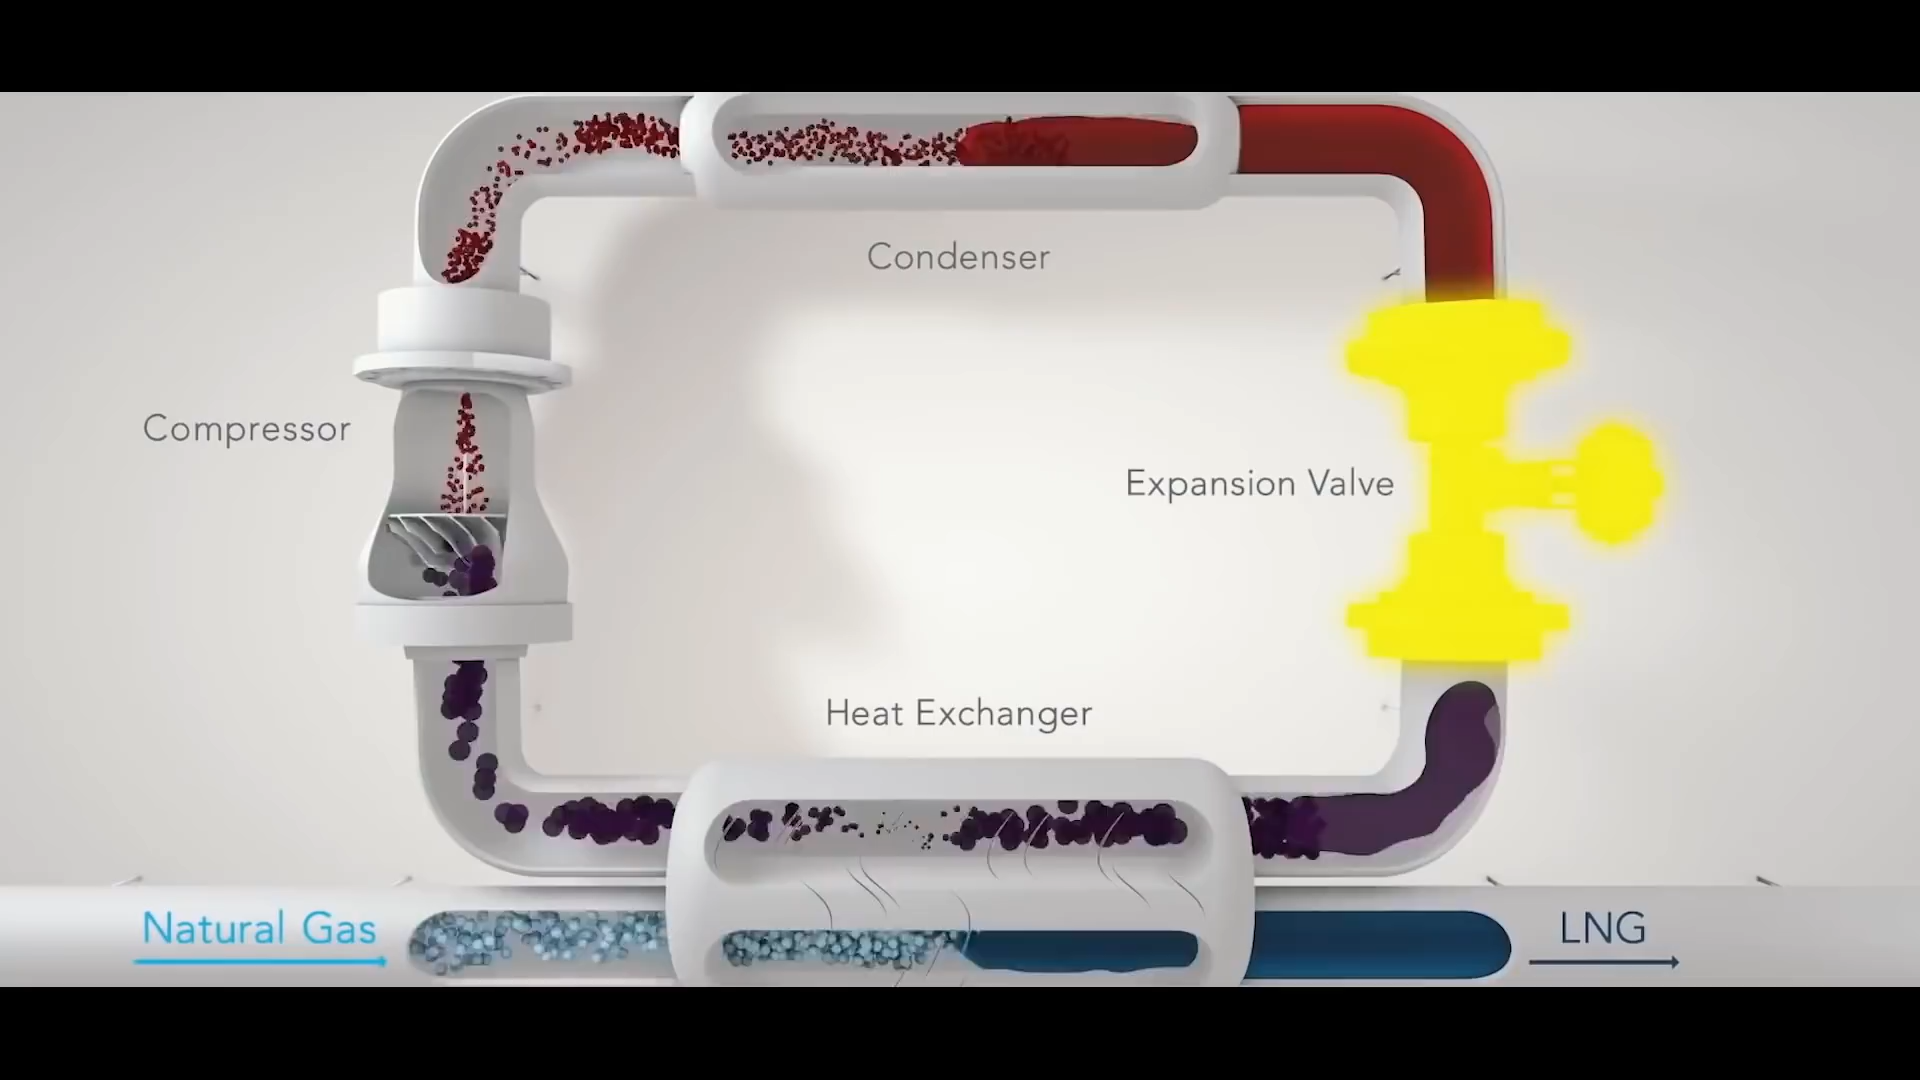 Condenser
Compressor
Expansion Valve
Heat Exchanger
Natural Gas
LNG